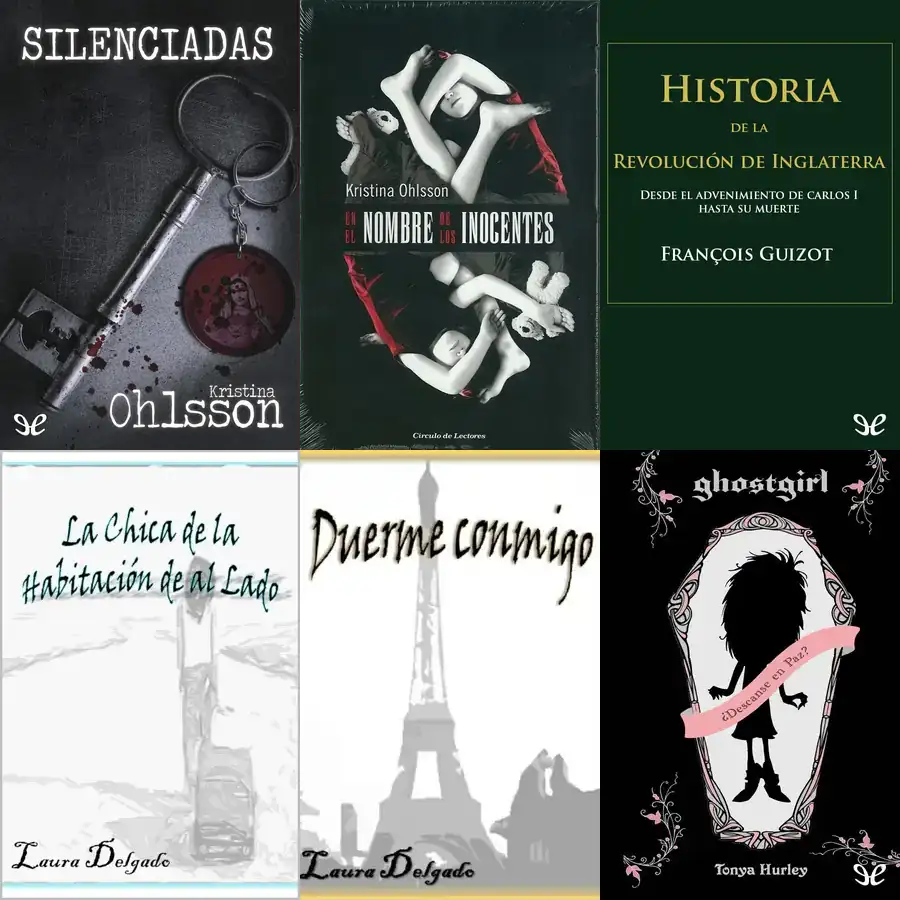 SILENCIADAS
Kristina
Ohlsson
Kristina Ohlsson
EN EL NOMBRE DE LOS INOCENTES
Círculo de Lectores
HISTORIA
DE LA
REVOLUCIÓN DE INGLATERRA
DESDE EL ADVENIMIENTO DE CARLOS I
HASTA SU MUERTE
FRANÇOIS GUIZOT
La Chica de la
Habitación de al Lado
Laura Delgado
Duerme conmigo
Laura Delgado
ghostgirl
¿Descanse en Paz?
Tonya Hurley